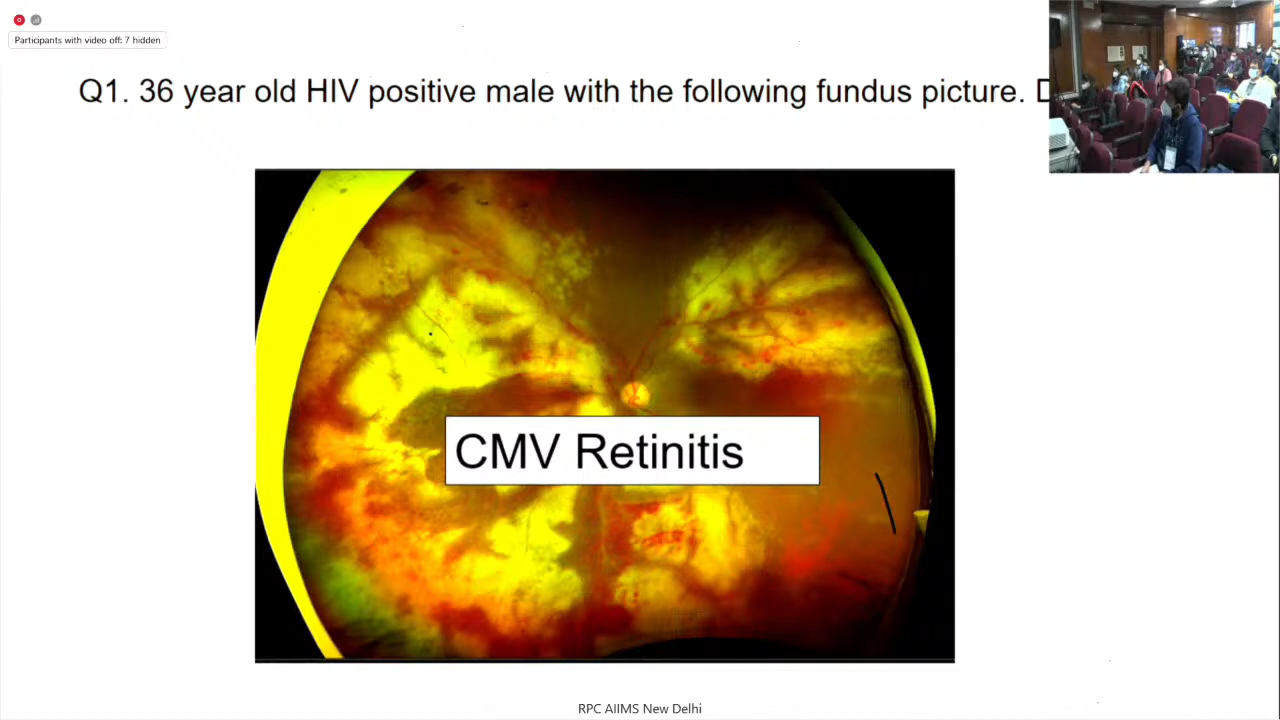 Participants with video off: 7 hidden
Q1. 36 year old HIV positive male with the following fundus picture.
CMV Retinitis
RPC AIIMS New Delhi